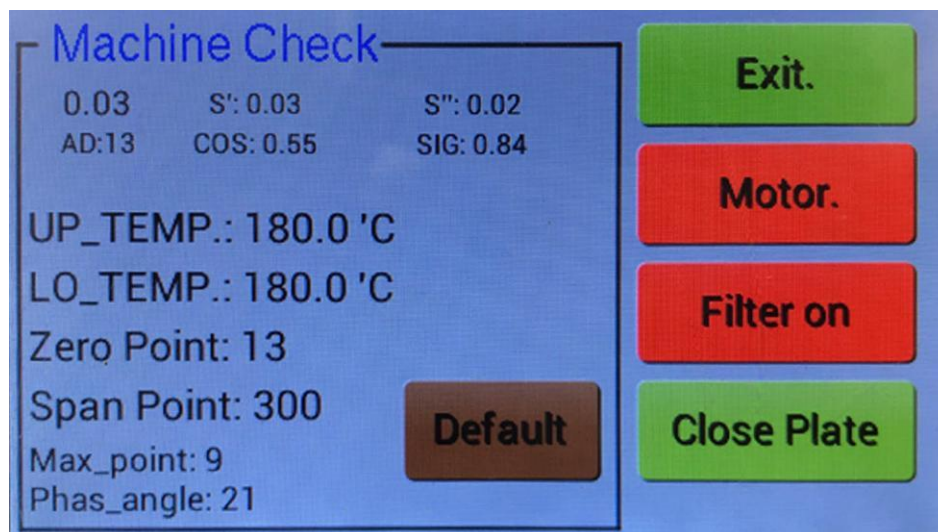 Machine Check
0.03 S': 0.03 S": 0.02
AD:13 COS: 0.55 SIG: 0.84
UP_TEMP.: 180.0 'C
LO_TEMP.: 180.0 'C
Zero Point: 13
Span Point: 300
Max_point: 9
Phas_angle: 21
Default
Exit.
Motor.
Filter on
Close Plate